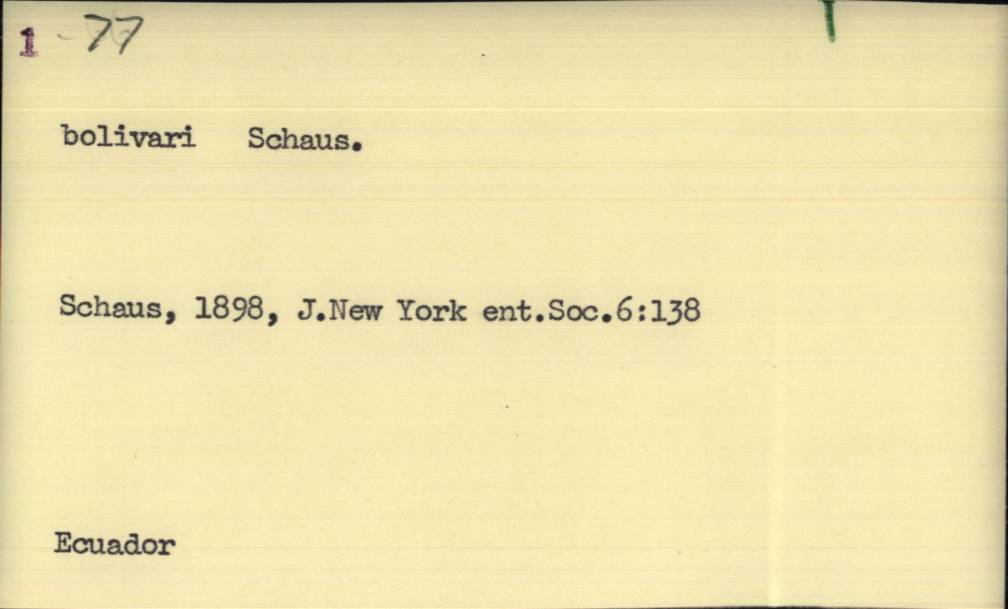 1 - 77
bolivari Schaus.
Schaus, 1898, J.New York ent.Soc.6:138
Ecuador